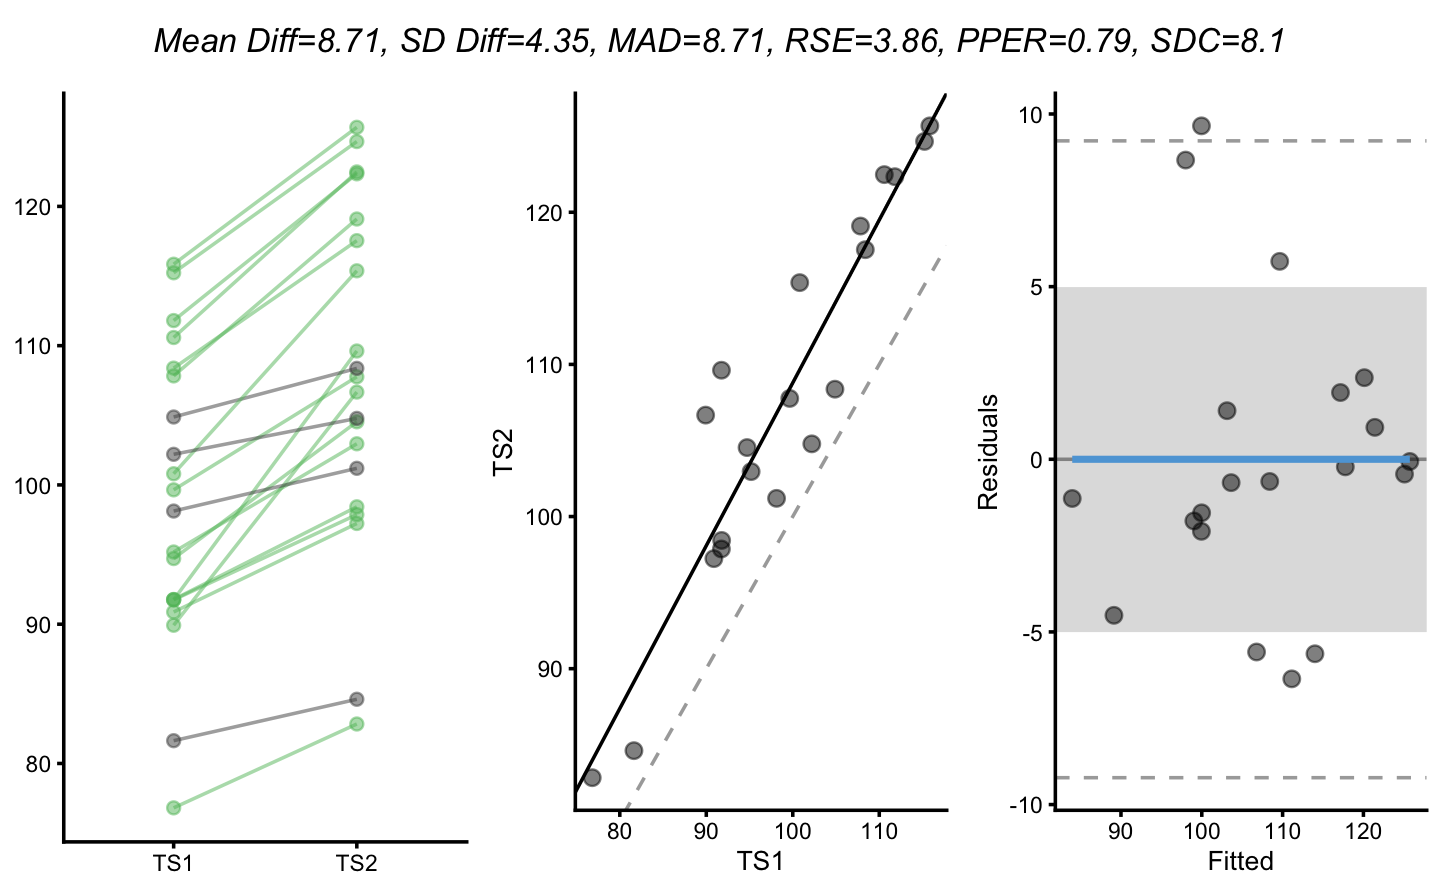 Mean Diff=8.71, SD Diff=4.35, MAD=8.71, RSE=3.86, PPER=0.79, SDC=8.1
120
110
100
90
80
TS1 TS2
TS2
120
110
100
90
80 90 100 110
TS1
Residuals
10
5
0
-5
-10
90 100 110 120
Fitted